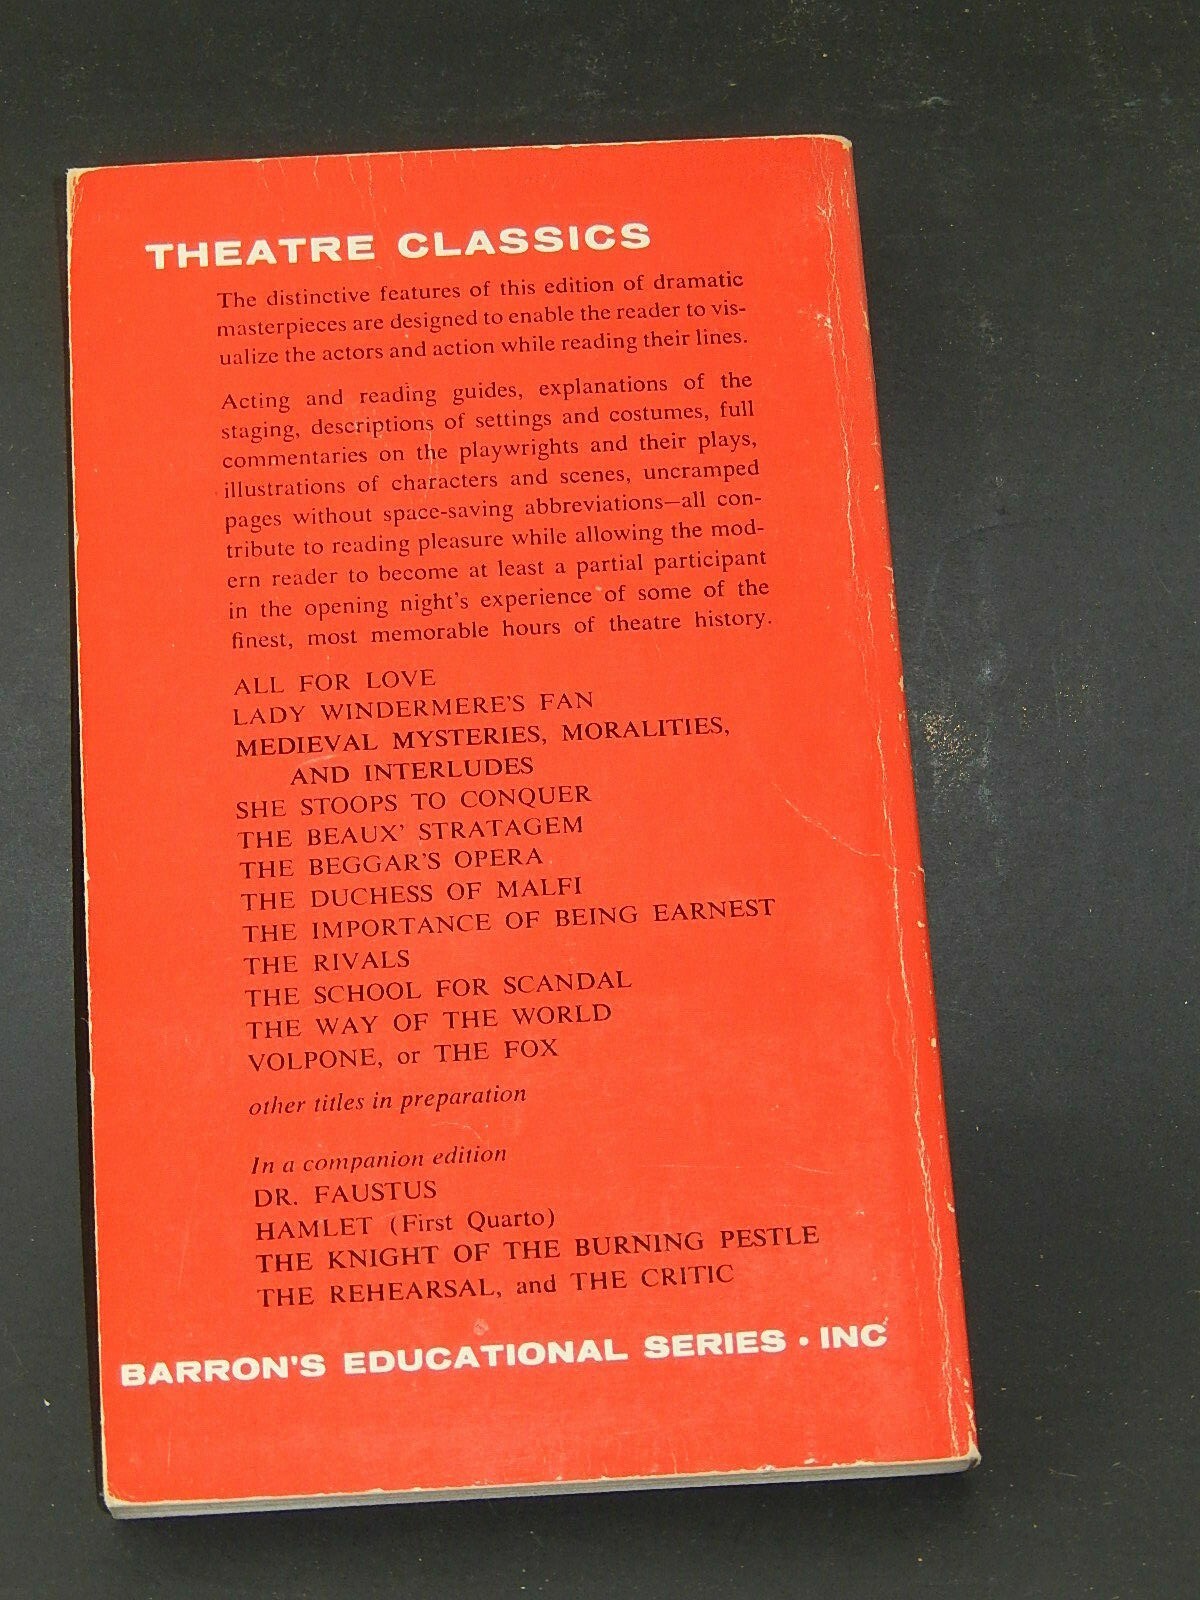 THEATRE CLASSICS
The distinctive features of this edition of dramatic
masterpieces are designed to enable the reader to vis-
ualize the actors and action while reading their lines.
Acting and reading guides, explanations of the
staging, descriptions of settings and costumes, full
commentaries on the playwrights and their plays,
illustrations of characters and scenes, uncramped
pages without space-saving abbreviations—all con-
tribute to reading pleasure while allowing the mod-
ern reader to become at least a partial participant
in the opening night's experience of some of the
finest, most memorable hours of theatre history.
ALL FOR LOVE
LADY WINDERMERE'S FAN
MEDIEVAL MYSTERIES, MORALITIES,
AND INTERLUDES
SHE STOOPS TO CONQUER
THE BEAUX' STRATAGEM
THE BEGGAR'S OPERA
THE DUCHESS OF MALFI
THE IMPORTANCE OF BEING EARNEST
THE RIVALS
THE SCHOOL FOR SCANDAL
THE WAY OF THE WORLD
VOLPONE, or THE FOX
other titles in preparation
In a companion edition
DR. FAUSTUS
HAMLET (First Quarto)
THE KNIGHT OF THE BURNING PESTLE
THE REHEARSAL, and THE CRITIC
BARRON'S EDUCATIONAL SERIES • INC